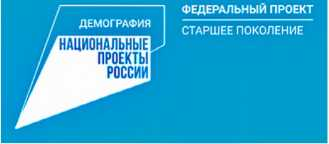 ДЕМОГРАФИЯ
НАЦИОНАЛЬНЫЕ
ПРОЕКТЫ
РОССИИ
ФЕДЕРАЛЬНЫЙ ПРОЕКТ
СТАРШЕЕ ПОКОЛЕНИЕ